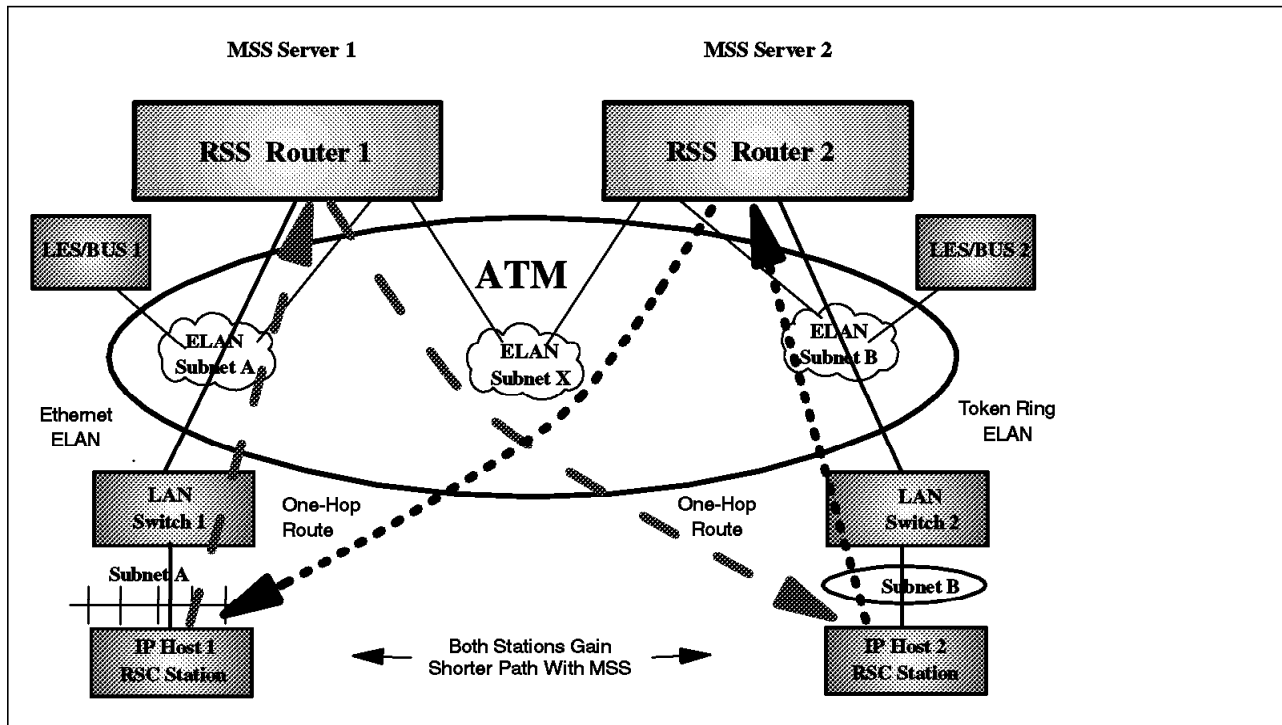 MSS Server 1
MSS Server 2
RSS Router 1
RSS Router 2
LES/BUS 1
LES/BUS 2
ATM
ELAN
Subnet A
ELAN
Subnet X
ELAN
Subnet B
Ethernet
ELAN
Token Ring
ELAN
LAN
Switch 1
One-Hop
Route
One-Hop
Route
LAN
Switch 2
Subnet A
Subnet B
IP Host 1
RSC Station
Both Stations Gain
Shorter Path With MSS
IP Host 2
RSC Station